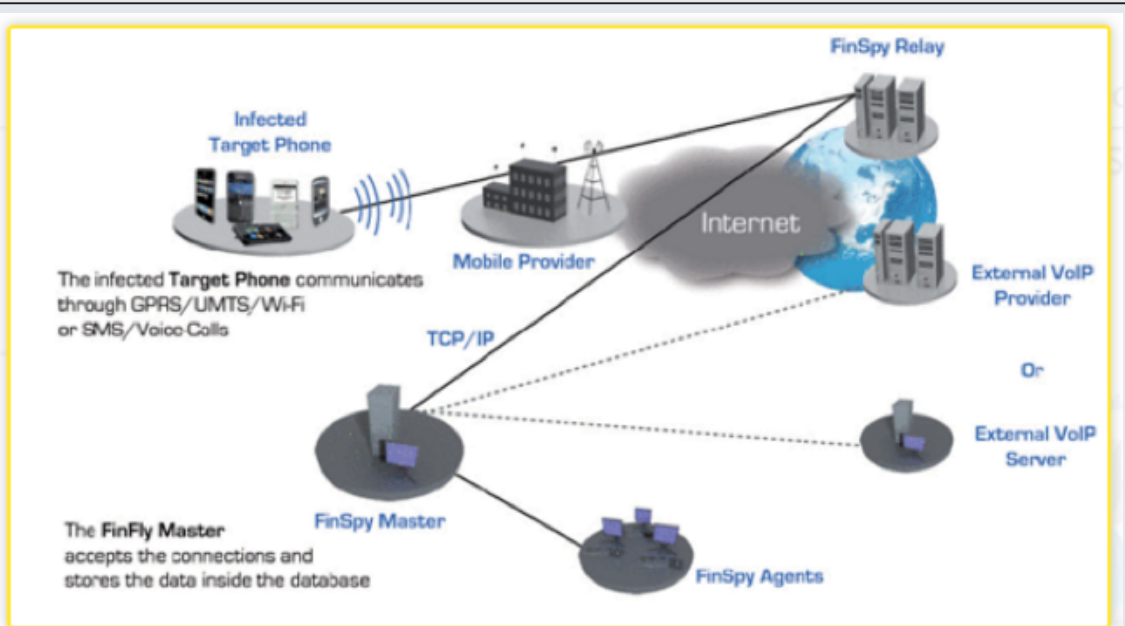 FinSpy Relay
Infected
Target Phone
Internet
Mobile Provider
External VoIP
Provider
The infected Target Phone communicates
through GPRS/UMTS/Wi-Fi
or SMS/Voice-Calls
TCP/IP
Or
External VoIP
Server
FinSpy Master
The FinFly Master
accepts the connections and
stores the data inside the database
FinSpy Agents